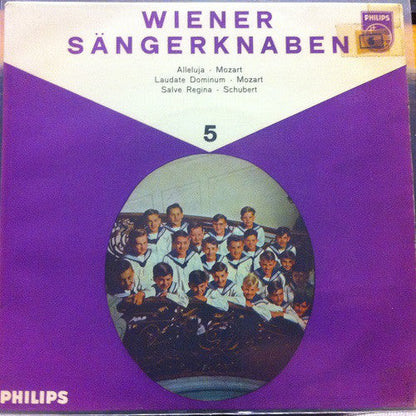 WIENER
SÄNGERKNABEN
PHILIPS
Alleluja - Mozart
Laudate Dominum - Mozart
Salve Regina - Schubert
5
PHILIPS